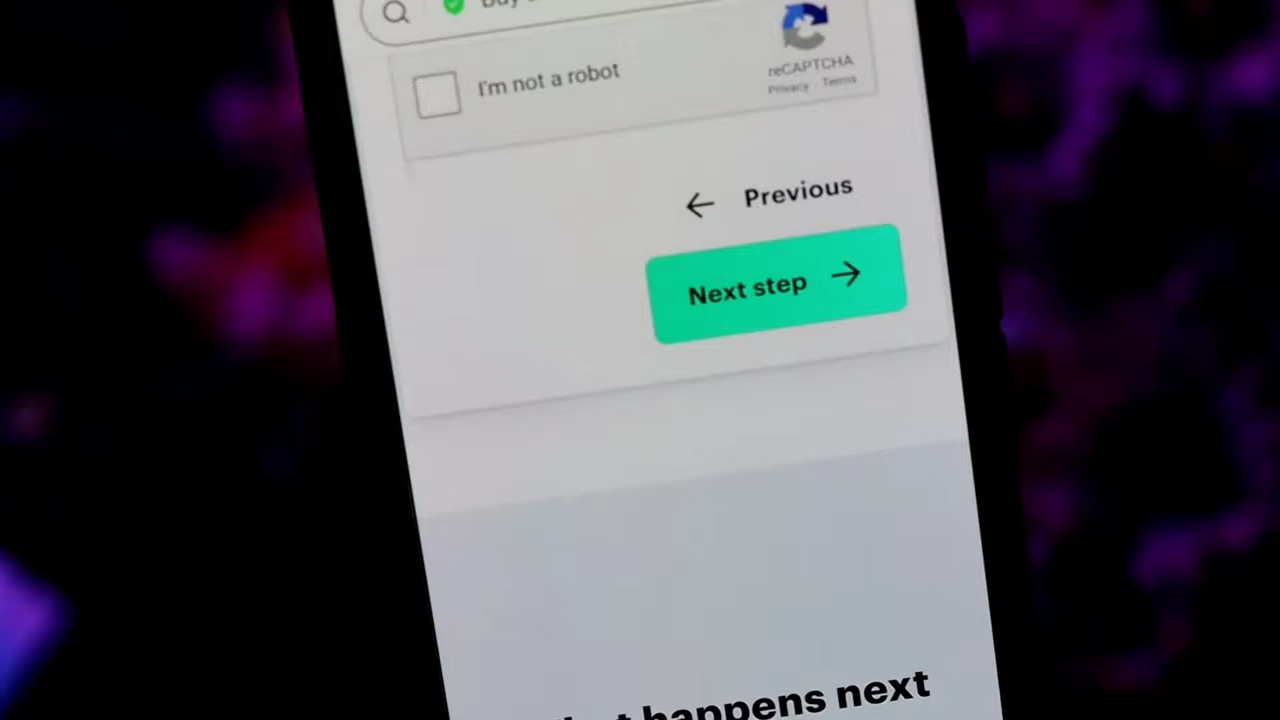 I'm not a robot
reCAPTCHA
Privacy · Terms
← Previous
Next step →
happens next